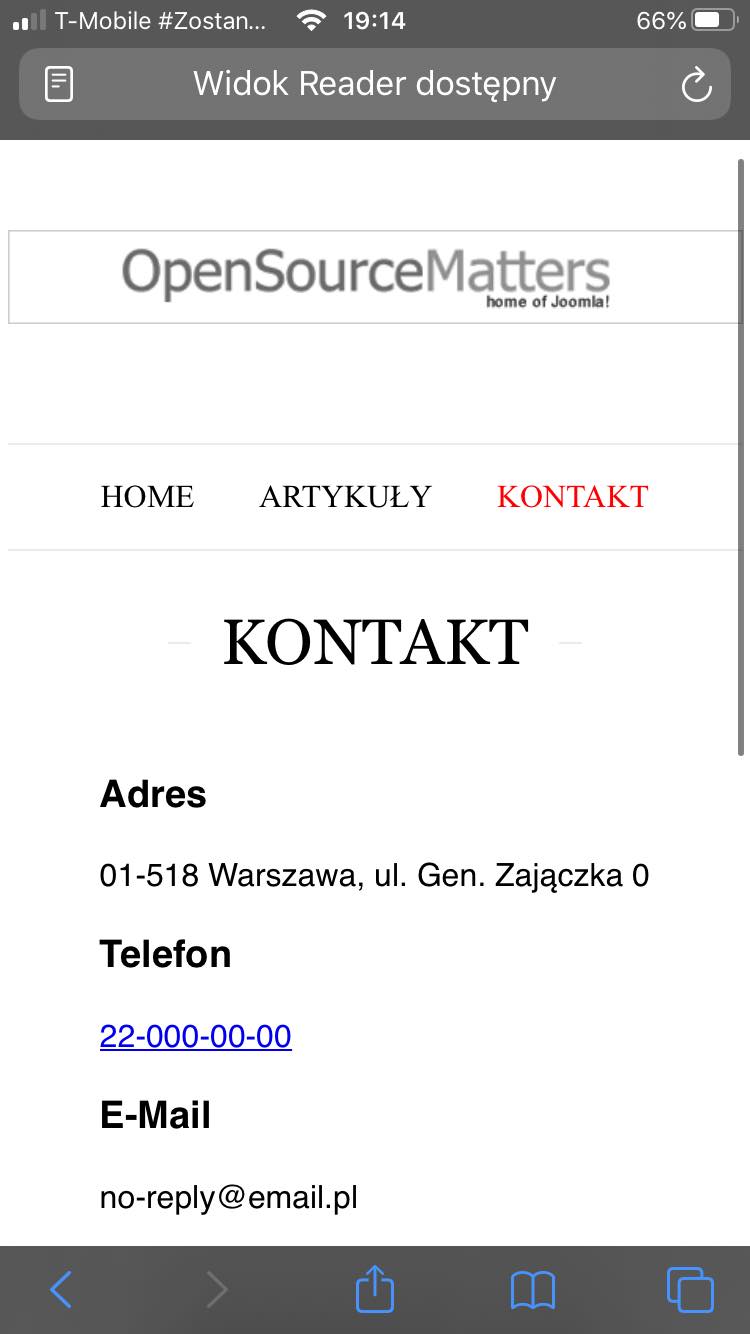 T-Mobile #Zostan... 19:14 66%
Widok Reader dostępny
OpenSourceMatters
home of Joomla!
HOME ARTYKUŁY KONTAKT
KONTAKT
Adres
01-518 Warszawa, ul. Gen. Zajączka 0
Telefon
22-000-00-00
E-Mail
no-reply@email.pl